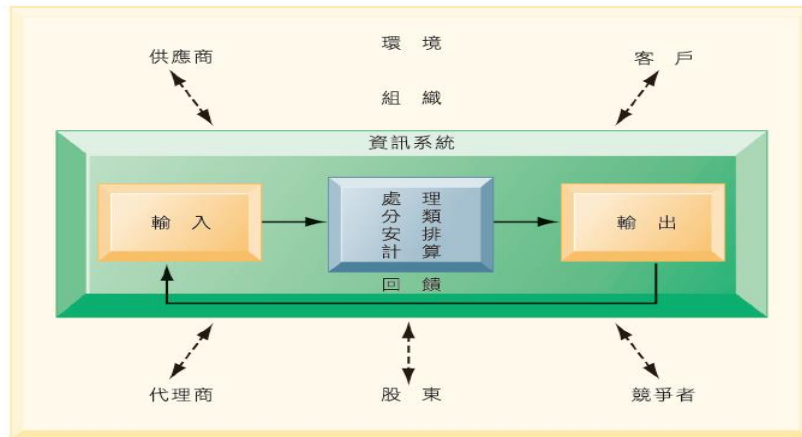 環境
供應商
客戶
組織
資訊系統
輸入
處理
分類
安排
計算
輸出
回饋
代理商
股東
競爭者